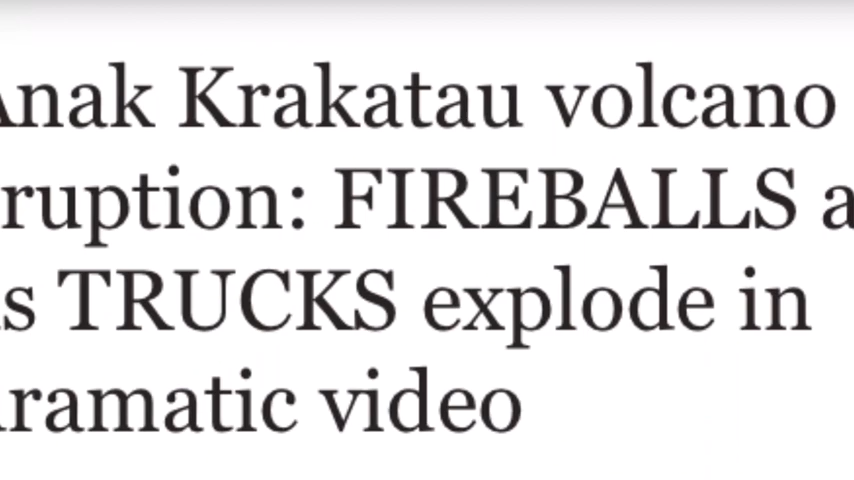 Anak Krakatau volcano
ruption: FIREBALLS a
s TRUCKS explode in
ramatic video